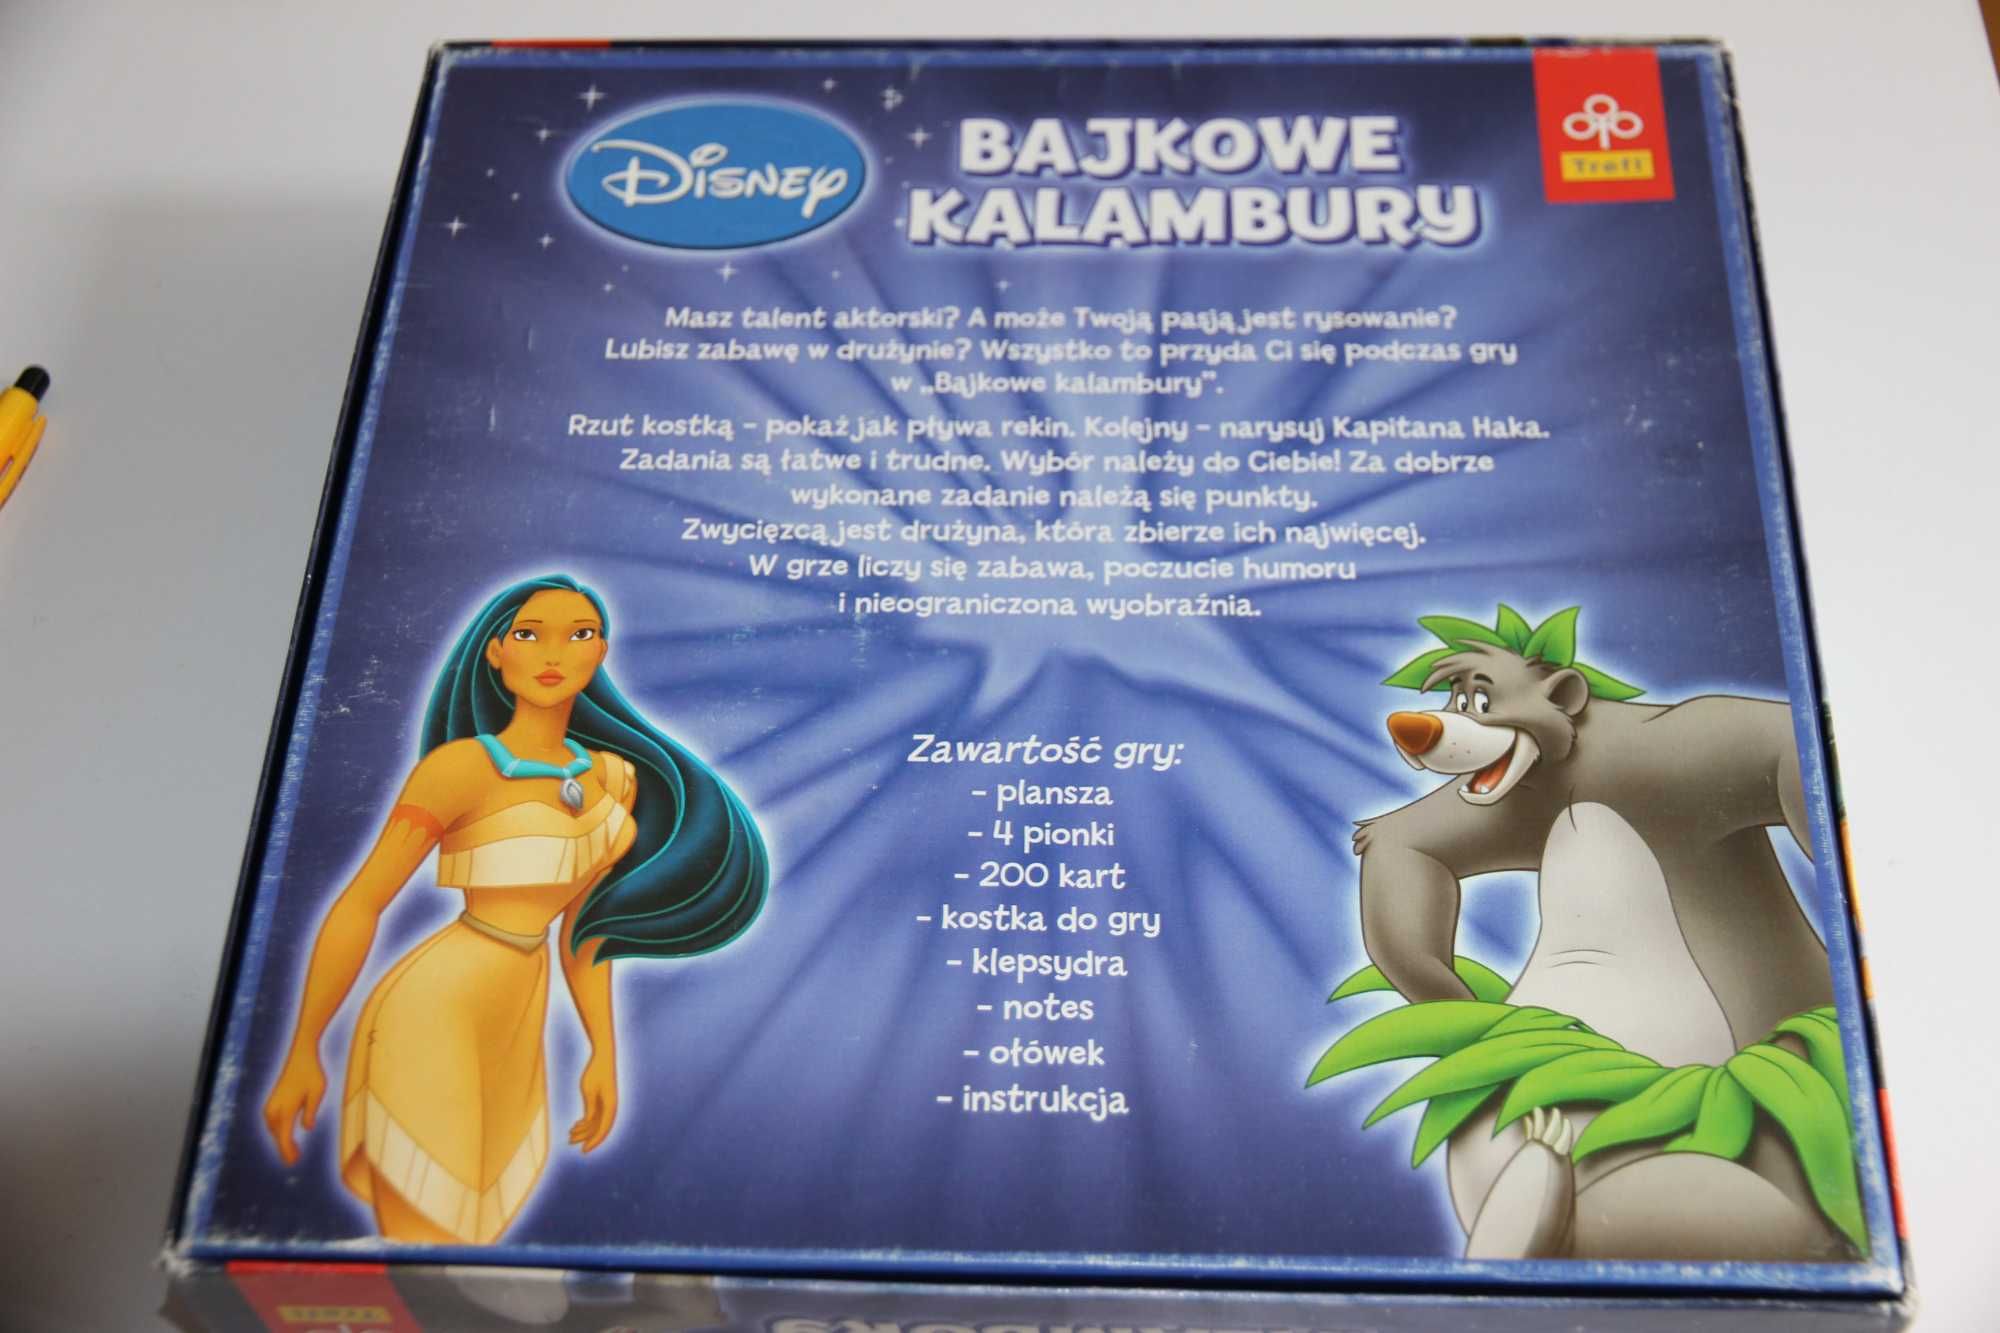 Disney
BAJKOWE
KALAMBURY
Trefl
Masz talent aktorski? A może Twoją pasją jest rysowanie?
Lubisz zabawę w drużynie? Wszystko to przyda Ci się podczas gry
w „Bajkowe kalambury”.
Rzut kostką – pokaż jak pływa rekin. Kolejny – narysuj Kapitana Haka.
Zadania są łatwe i trudne. Wybór należy do Ciebie! Za dobrze
wykonane zadanie należą się punkty.
Zwycięzcą jest drużyna, która zbierze ich najwięcej.
W grze liczy się zabawa, poczucie humoru
i nieograniczona wyobraźnia.
Zawartość gry:
- plansza
- 4 pionki
- 200 kart
- kostka do gry
- klepsydra
- notes
- ołówek
- instrukcja